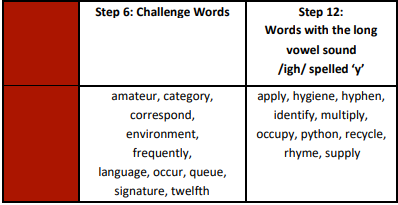 Step 6: Challenge Words
Step 12:
Words with the long
vowel sound
/igh/ spelled ‘y’
amateur, category,
correspond,
environment,
frequently,
language, occur, queue,
signature, twelfth
apply, hygiene, hyphen,
identify, multiply,
occupy, python, recycle,
rhyme, supply